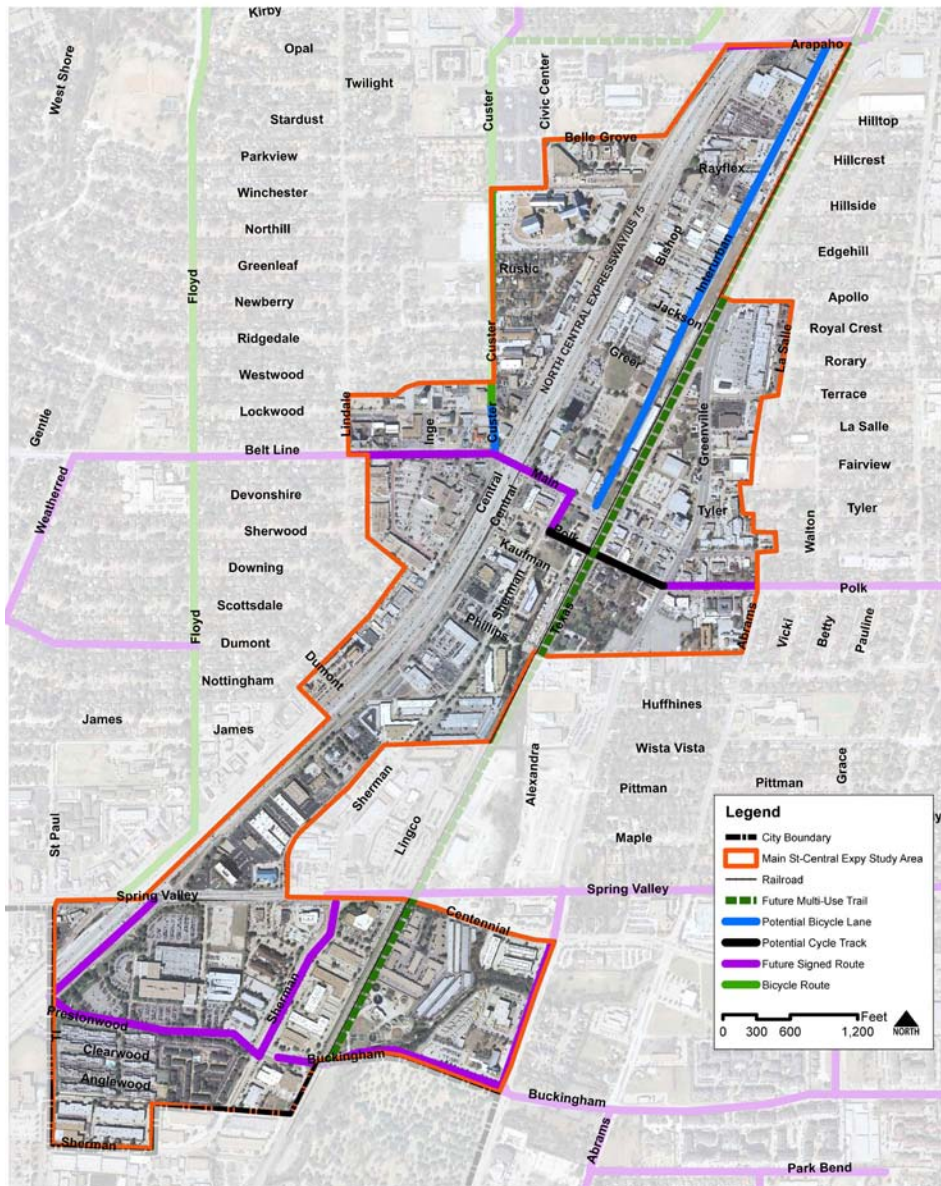 Kirby
Opal
West Shore
Twilight
Custer
Civic Center
Arapaho
Stardust
Hilltop
Belle Grove
Parkview
Hillcrest
Rayflex
Winchester
Hillside
Northill
Bishop
NORTH CENTRAL EXPRESSWAY/US 75
Interurban
Edgehill
Greenleaf
Rustic
Floyd
Newberry
Apollo
Jackson
Custer
Royal Crest
Ridgedale
Greer
La Salle
Rorary
Westwood
Terrace
Gentle
Lockwood
Lindale
Inge
Custer
Greenville
La Salle
Belt Line
Fairview
Main
Weatherred
Devonshire
Central
Central
Tyler
Tyler
Sherwood
Polk
Walton
Kaufman
Downing
Sherman
Polk
Scottsdale
Phillips
Texas
Floyd
Abrams
Vicki
Betty
Pauline
Dumont
Dumont
Nottingham
Huffhines
James
James
Wista Vista
Sherman
Alexandra
Pittman
Pittman
Grace
Lingco
Maple
St Paul
Spring Valley
Spring Valley
Centennial
Sherman
Prestonwood
Clearwood
Buckingham
Anglewood
Buckingham
Sherman
Abrams
Park Bend
Legend
City Boundary
Main St-Central Expy Study Area
Railroad
Future Multi-Use Trail
Potential Bicycle Lane
Potential Cycle Track
Future Signed Route
Bicycle Route
Feet
0 300 600 1,200
NORTH